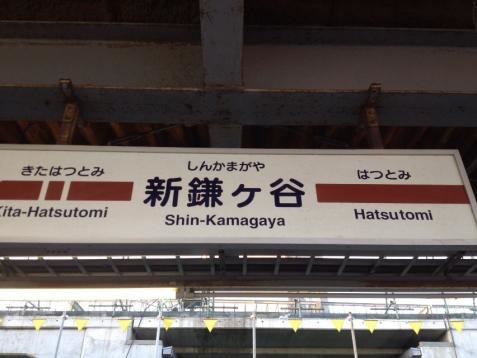 きたはつとみ
Kita-Hatsutomi
しんかまがや
新鎌ヶ谷
Shin-Kamagaya
はつとみ
Hatsutomi